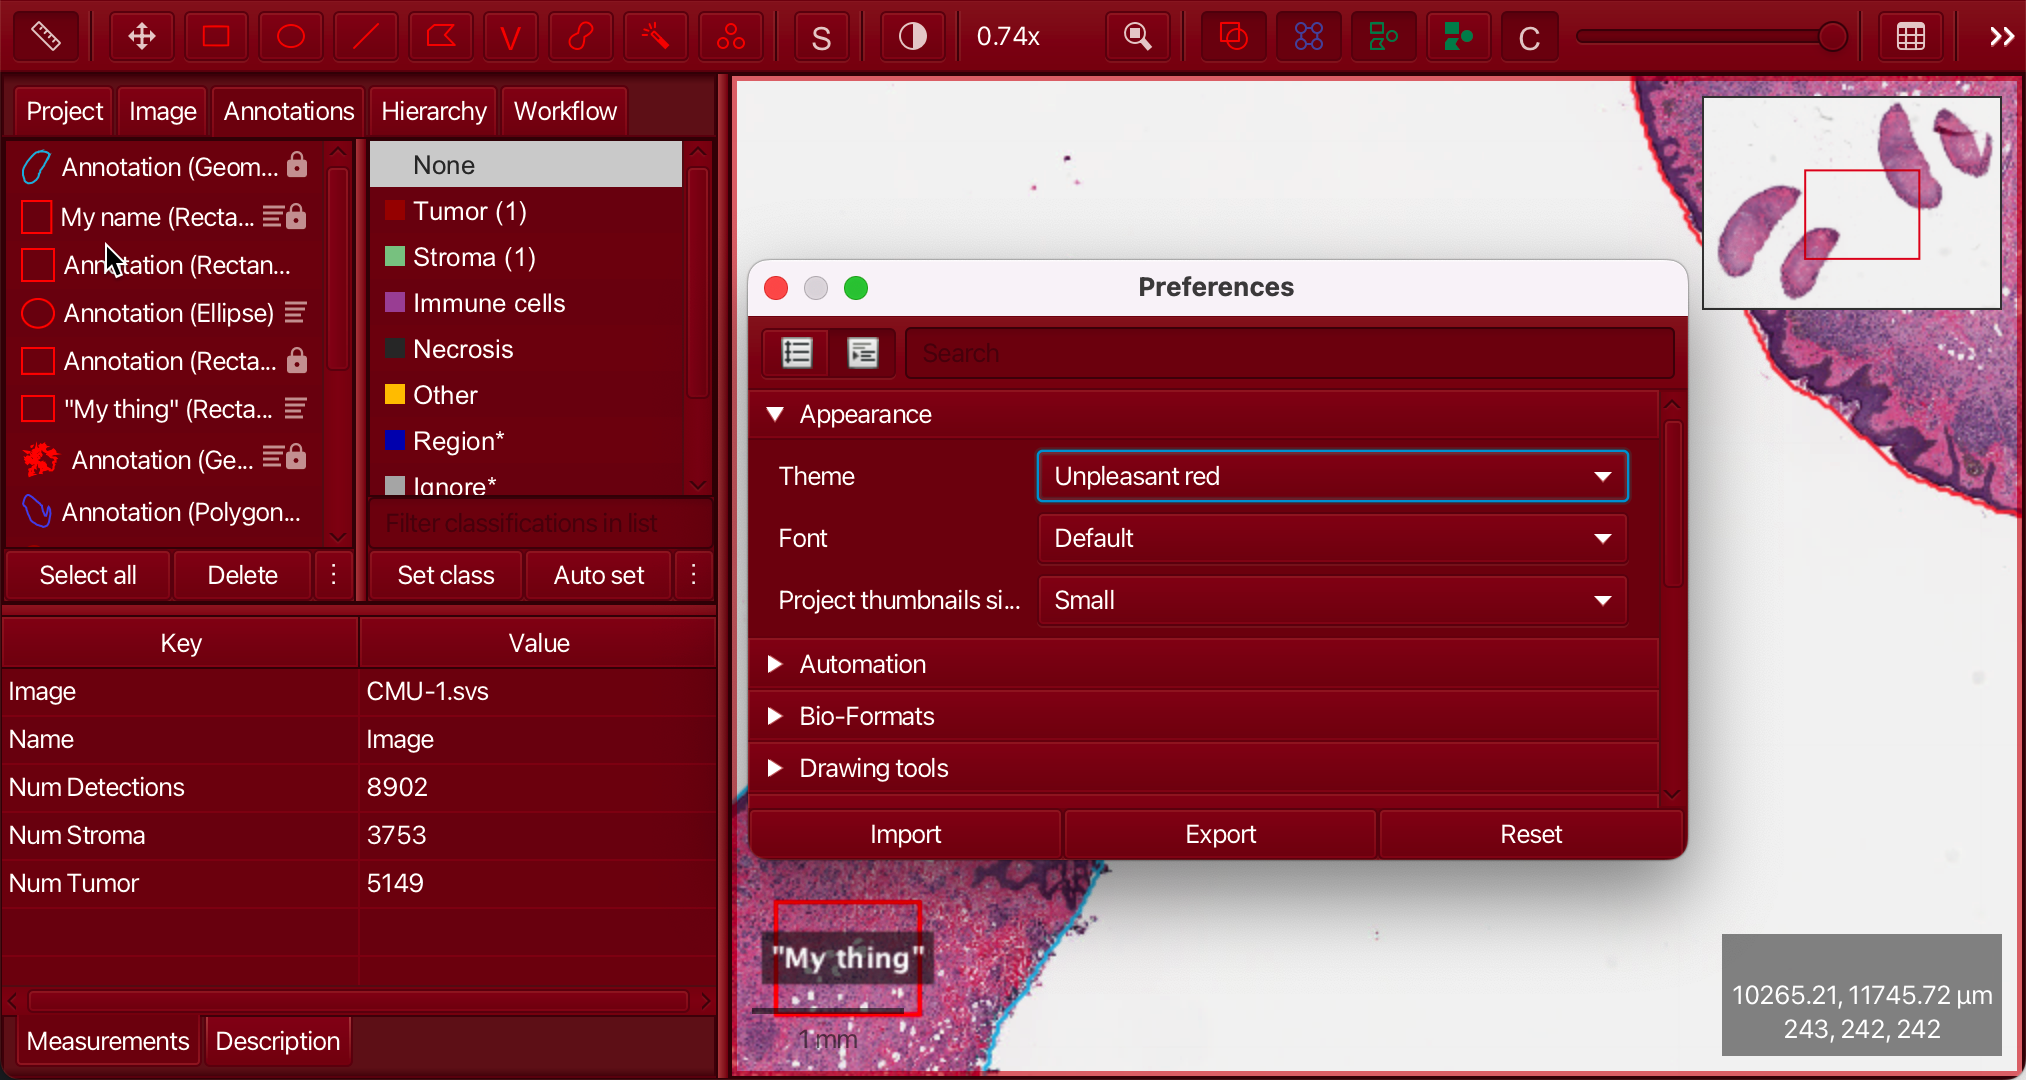 S
0.74x
C
Project
Image
Annotations
Hierarchy
Workflow
Annotation (Geom...
My name (Recta...
Annotation (Rectan...
Annotation (Ellipse)
Annotation (Recta...
"My thing" (Recta...
Annotation (Ge...
Annotation (Polygon...
None
Tumor (1)
Stroma (1)
Immune cells
Necrosis
Other
Region*
Ignore*
Filter classifications in list
Select all
Delete
Set class
Auto set
Key
Value
Image
CMU-1.svs
Name
Image
Num Detections
8902
Num Stroma
3753
Num Tumor
5149
Measurements
Description
Preferences
Search
Appearance
Theme
Unpleasant red
Font
Default
Project thumbnails si...
Small
Automation
Bio-Formats
Drawing tools
Import
Export
Reset
"My thing"
1 mm
10265.21, 11745.72 µm
243, 242, 242